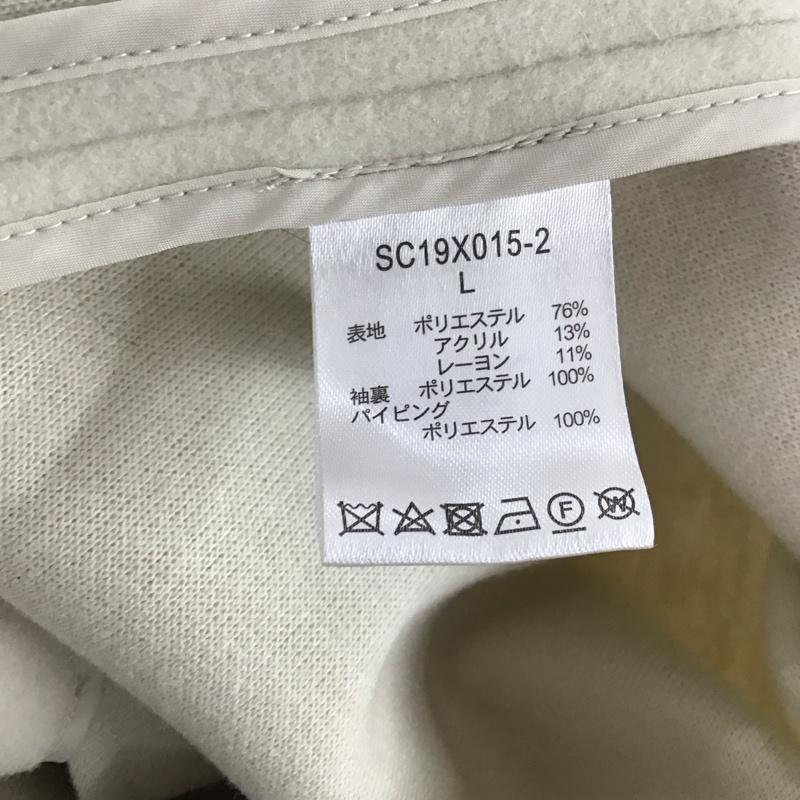 SC19X015-2
L
表地 ポリエステル 76%
アクリル 13%
レーヨン 11%
袖裏 ポリエステル 100%
パイピング
ポリエステル 100%
F
W